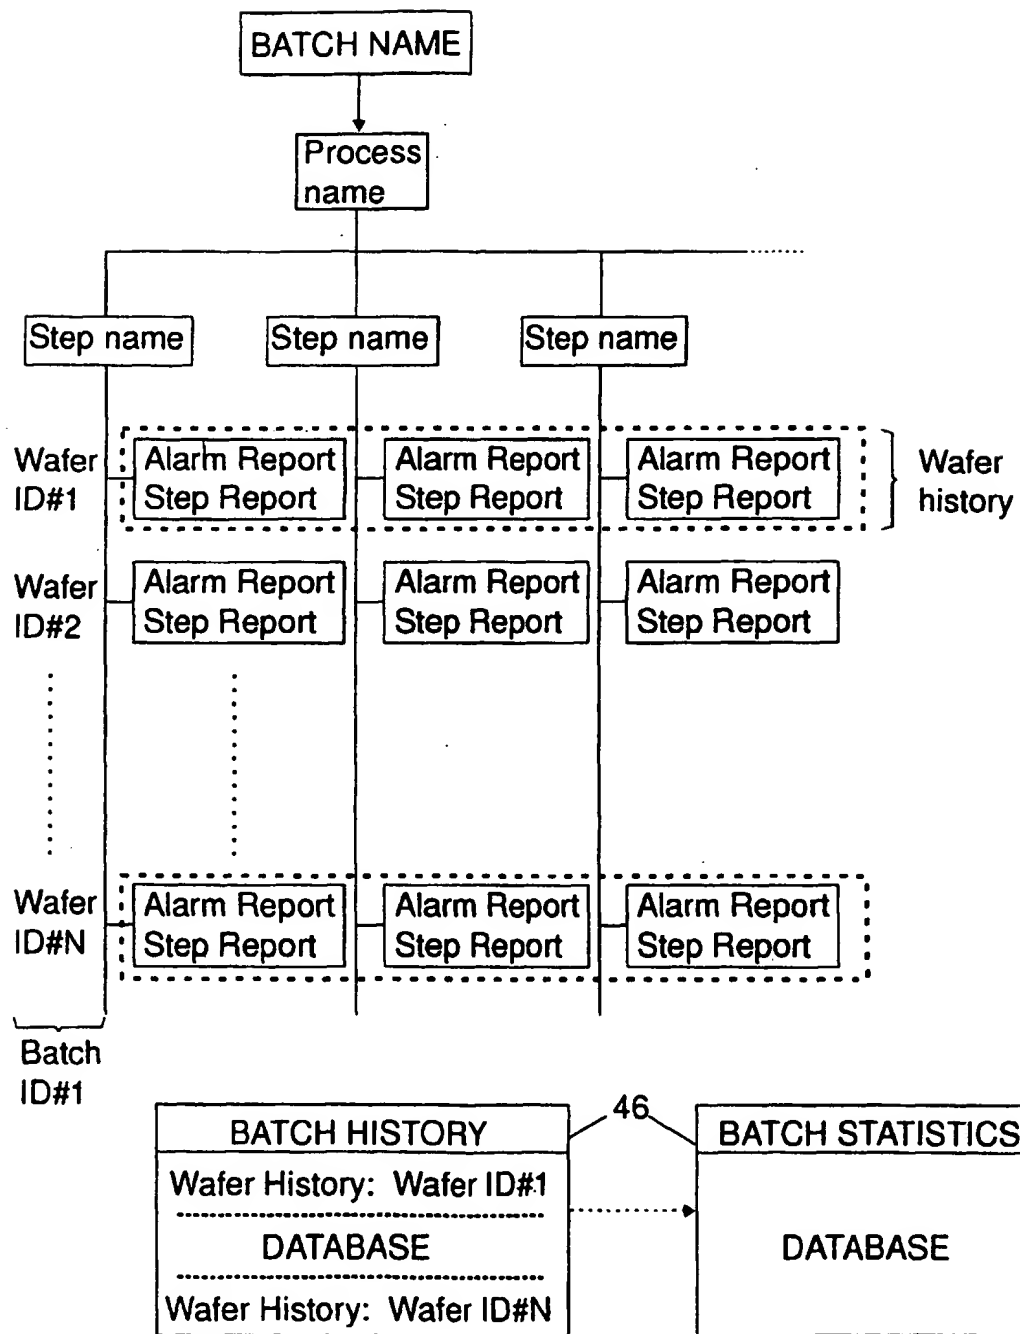 BATCH NAME
Process
name
Step name Step name Step name
Wafer
ID#1
Alarm Report
Step Report
Alarm Report
Step Report
Alarm Report
Step Report
Wafer
history
Wafer
ID#2
Alarm Report
Step Report
Alarm Report
Step Report
Alarm Report
Step Report
Wafer
ID#N
Alarm Report
Step Report
Alarm Report
Step Report
Alarm Report
Step Report
Batch
ID#1
46
BATCH HISTORY
Wafer History: Wafer ID#1
DATABASE
Wafer History: Wafer ID#N
BATCH STATISTICS
DATABASE